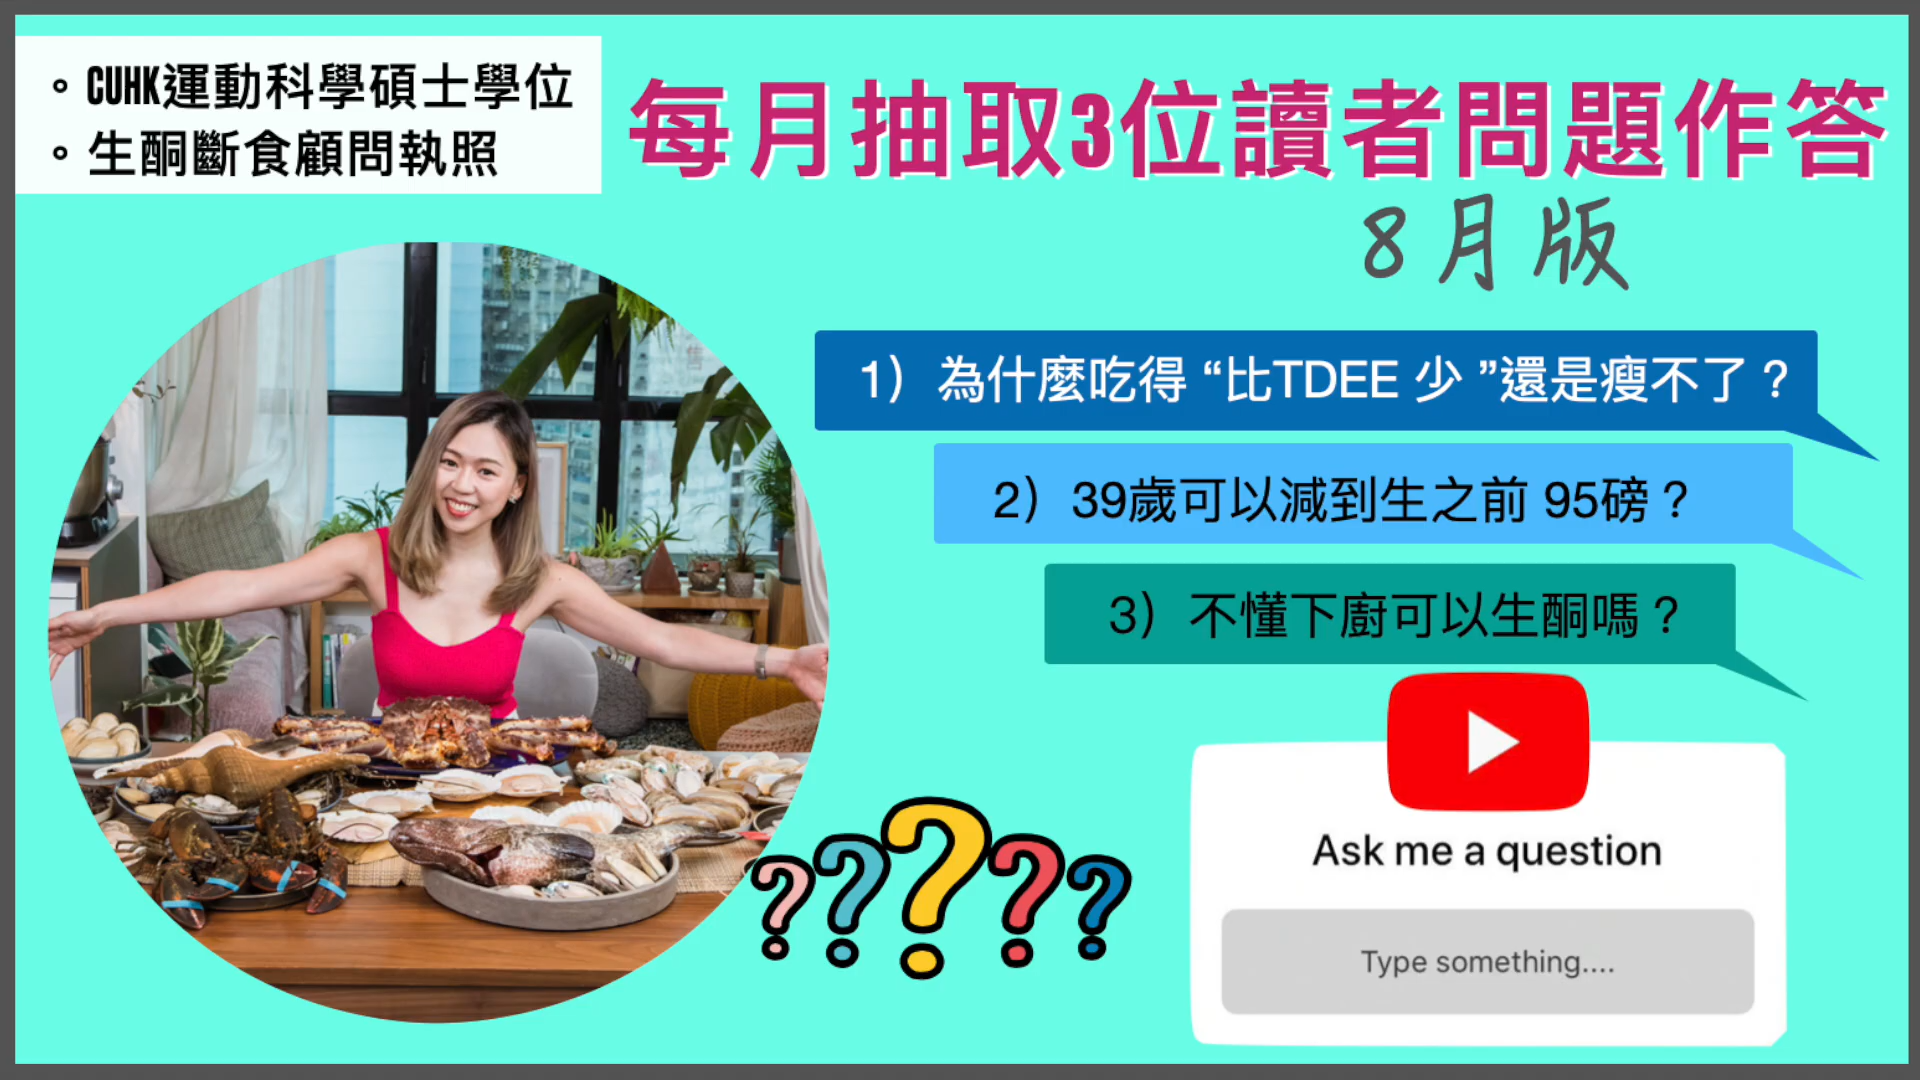 。CUHK運動科學碩士學位
。生酮斷食顧問執照
每月抽取3位讀者問題作答
8月版
1）為什麼吃得 “比TDEE 少 ”還是瘦不了？
2）39歲可以減到生之前 95磅？
3）不懂下廚可以生酮嗎？
Ask me a question
Type something....